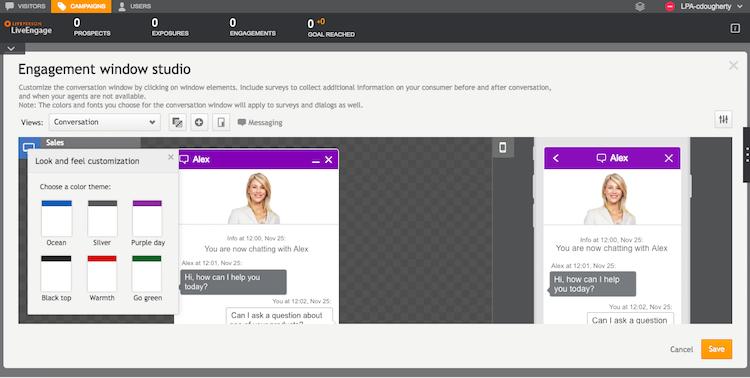 VISITORS
CAMPAIGNS
USERS
LPA-cdougherty
LIVEPERSON
LiveEngage
0
PROSPECTS
0
EXPOSURES
0
ENGAGEMENTS
0 +0
GOAL REACHED
Engagement window studio
Customize the conversation window by clicking on window elements. Include surveys to collect additional information on your consumer before and after conversation,
and when your agents are not available.
Note: The colors and fonts you choose for the conversation window will apply to surveys and dialogs as well.
Views: Conversation
Messaging
Sales
Look and feel customization
Choose a color theme:
Ocean
Silver
Purple day
Black top
Warmth
Go green
Alex
Info at 12:00, Nov 25:
You are now chatting with Alex
Alex at 12:01, Nov 25:
Hi, how can I help you
today?
You at 12:02, Nov 25:
Can I ask a question about
one of your products?
Alex
Info at 12:00, Nov 25:
You are now chatting with Alex
Alex at 12:01, Nov 25:
Hi, how can I help
you today?
You at 12:02, Nov 25:
Can I ask a question
Cancel
Save